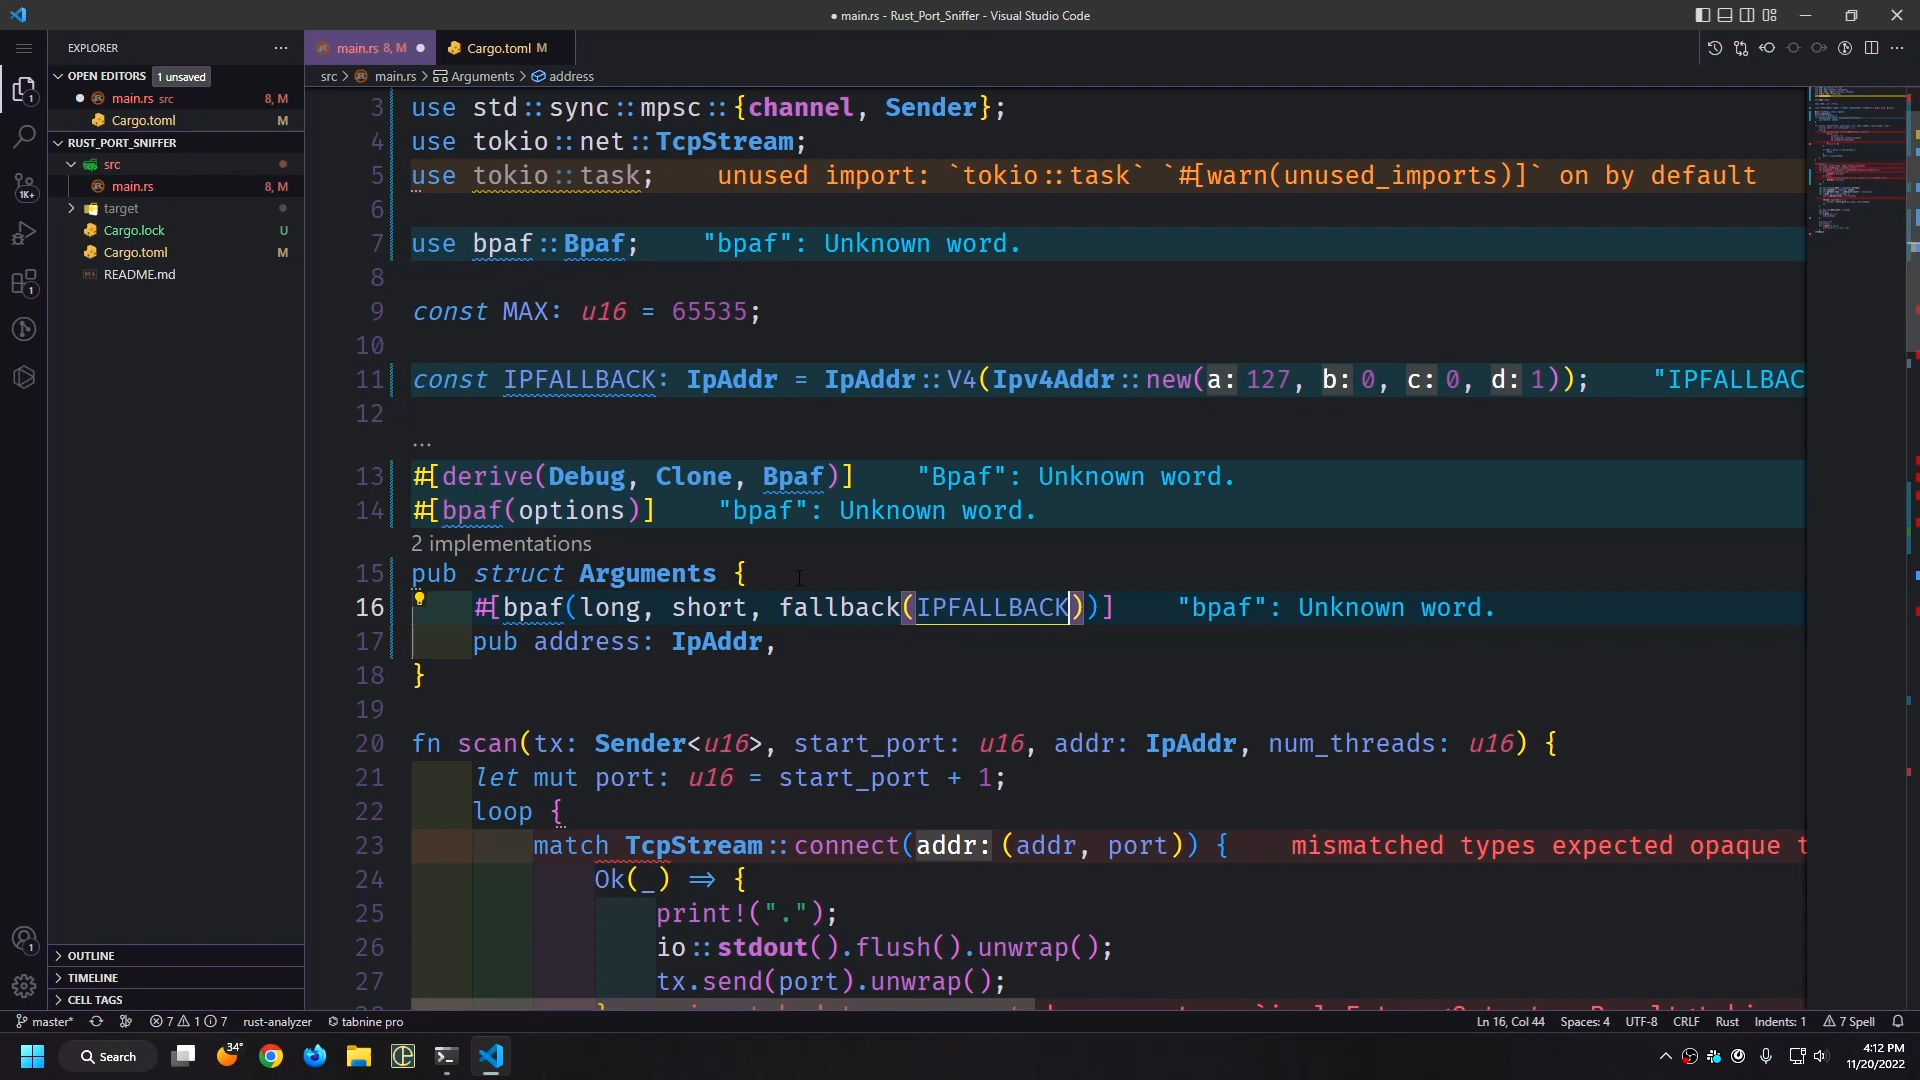 ● main.rs - Rust_Port_Sniffer - Visual Studio Code
EXPLORER
OPEN EDITORS 1 unsaved
main.rs src 8, M
Cargo.toml M
RUST_PORT_SNIFFER
src
main.rs 8, M
target
Cargo.lock U
Cargo.toml M
README.md
OUTLINE
TIMELINE
CELL TAGS
1
1K+
1
1
main.rs 8, M ●
Cargo.toml M
src > main.rs > Arguments > address
3 use std::sync::mpsc::{channel, Sender};
4 use tokio::net::TcpStream;
5 use tokio::task; unused import: `tokio::task` `#[warn(unused_imports)]` on by default
6
7 use bpaf::Bpaf; "bpaf": Unknown word.
8
9 const MAX: u16 = 65535;
10
11 const IPFALLBACK: IpAddr = IpAddr::V4(Ipv4Addr::new(a: 127, b: 0, c: 0, d: 1)); "IPFALLBAC
12
...
13 #[derive(Debug, Clone, Bpaf)] "Bpaf": Unknown word.
14 #[bpaf(options)] "bpaf": Unknown word.
2 implementations
15 pub struct Arguments {
16 #[bpaf(long, short, fallback(IPFALLBACK))] "bpaf": Unknown word.
17 pub address: IpAddr,
18 }
19
20 fn scan(tx: Sender<u16>, start_port: u16, addr: IpAddr, num_threads: u16) {
21 let mut port: u16 = start_port + 1;
22 loop {
23 match TcpStream::connect(addr: (addr, port)) { mismatched types expected opaque t
24 Ok(_) => {
25 print!(".");
26 io::stdout().flush().unwrap();
27 tx.send(port).unwrap();
master* 7 1 7 rust-analyzer tabnine pro Ln 16, Col 44 Spaces: 4 UTF-8 CRLF Rust Indents: 1 7 Spell
Search
34°
4:12 PM
11/20/2022